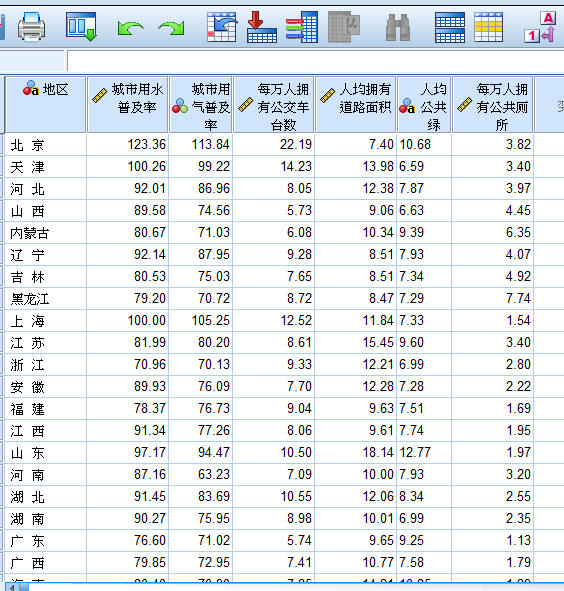 A
1
a 地区 城市用水普及率 城市用气普及率 每万人拥有公交车台数 人均拥有道路面积 a 人均公共绿 每万人拥有公共厕所
北 京 123.36 113.84 22.19 7.40 10.68 3.82
天 津 100.26 99.22 14.23 13.98 6.59 3.40
河 北 92.01 86.96 8.05 12.38 7.87 3.97
山 西 89.58 74.56 5.73 9.06 6.63 4.45
内蒙古 80.67 71.03 6.08 10.34 9.39 6.35
辽 宁 92.14 87.95 9.28 8.51 7.93 4.07
吉 林 80.53 75.03 7.65 8.51 7.34 4.92
黑龙江 79.20 70.72 8.72 8.47 7.29 7.74
上 海 100.00 105.25 12.52 11.84 7.33 1.54
江 苏 81.99 80.20 8.61 15.45 9.60 3.40
浙 江 70.96 70.13 9.33 12.21 6.99 2.80
安 徽 89.93 76.09 7.70 12.28 7.28 2.22
福 建 78.37 76.73 9.04 9.63 7.51 1.69
江 西 91.34 77.26 8.06 9.61 7.74 1.95
山 东 97.17 94.47 10.50 18.14 12.77 1.97
河 南 87.16 63.23 7.09 10.00 7.93 3.20
湖 北 91.45 83.69 10.55 12.06 8.34 2.55
湖 南 90.27 75.95 8.98 10.01 6.99 2.35
广 东 76.60 71.02 5.74 9.65 9.25 1.13
广 西 79.85 72.95 7.41 10.77 7.58 1.79